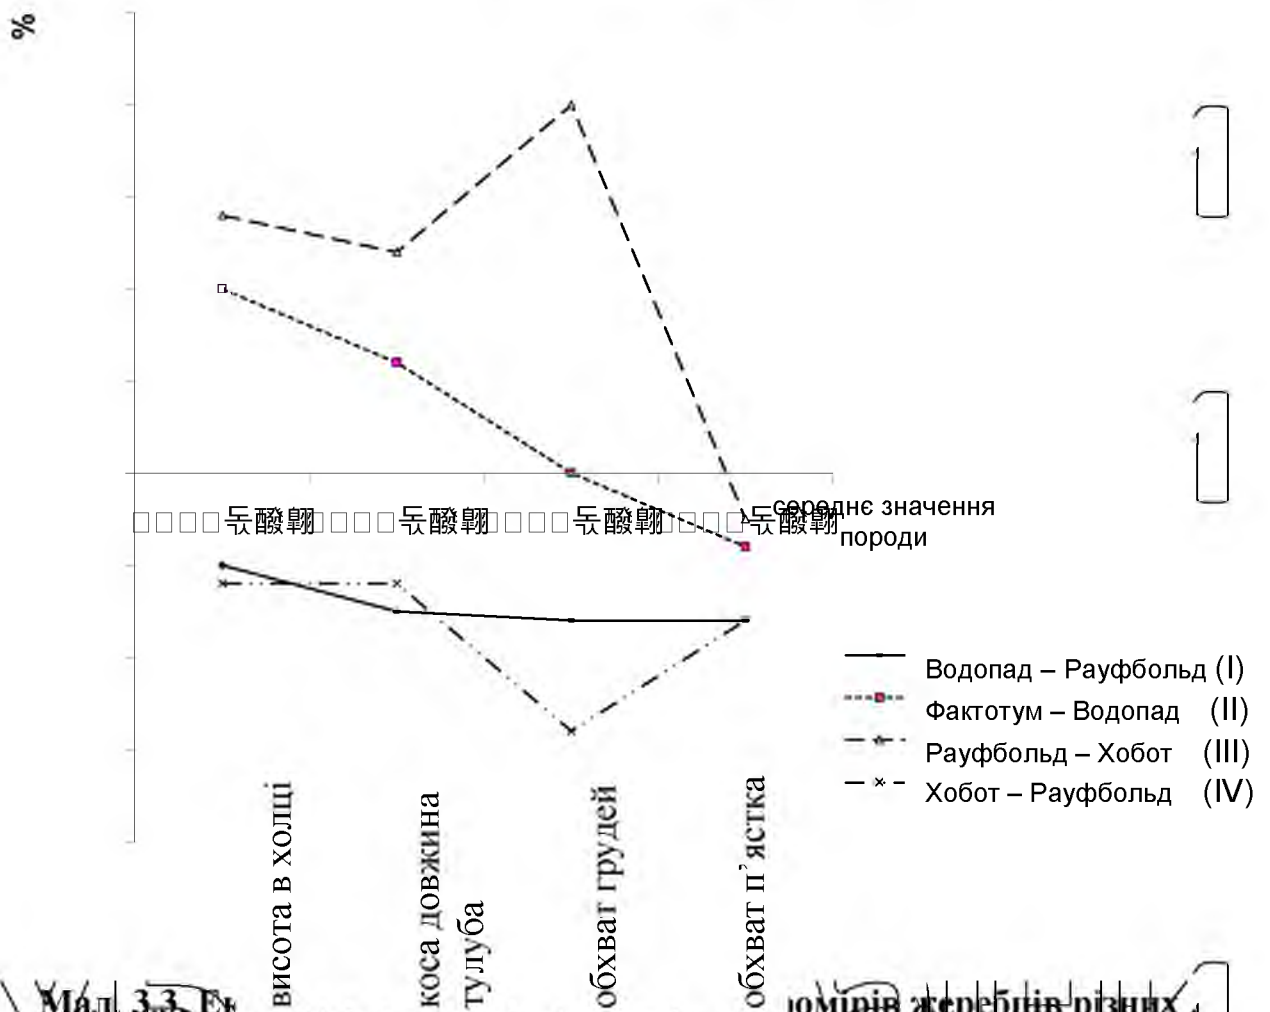 %
середнє значення
породи
Водопад – Рауфбольд (I)
Фактотум – Водопад (II)
Рауфбольд – Хобот (III)
Хобот – Рауфбольд (IV)
висота в холці
коса довжина
тулуба
обхват грудей
обхват п’ястка
Мал. 3.3. жеребців різних